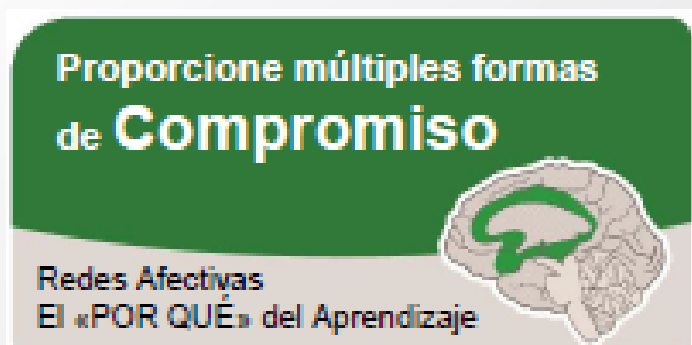 Proporcione múltiples formas
de Compromiso
Redes Afectivas
El «POR QUÉ» del Aprendizaje